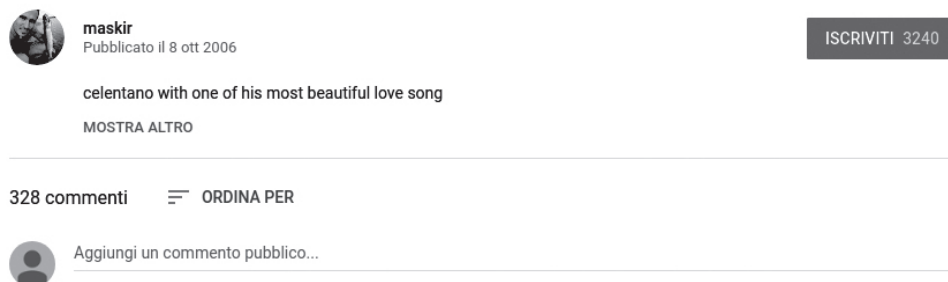 maskir
Pubblicato il 8 ott 2006
ISCRIVITI 3240
celentano with one of his most beautiful love song
MOSTRA ALTRO
328 commenti ORDINA PER
Aggiungi un commento pubblico...